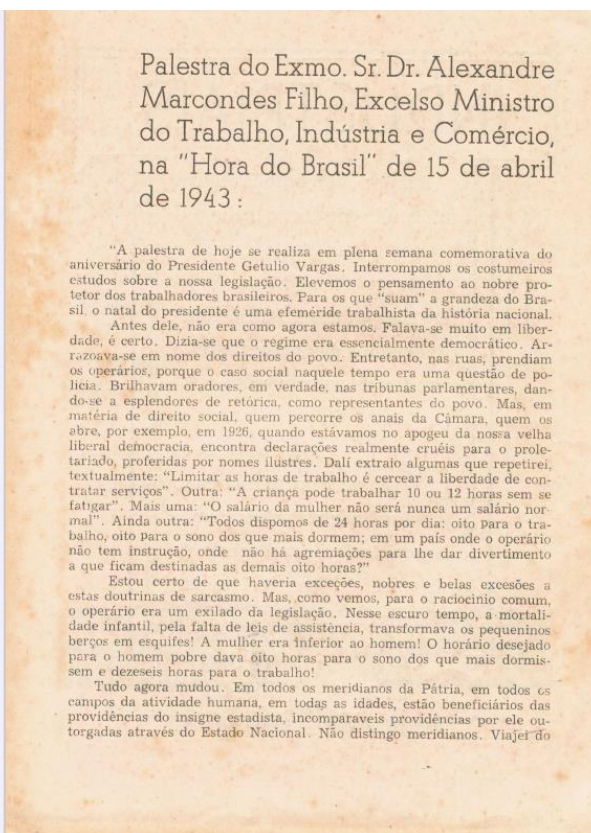 Palestra do Exmo. Sr. Dr. Alexandre
Marcondes Filho, Excelso Ministro
do Trabalho, Indústria e Comércio,
na "Hora do Brasil" de 15 de abril
de 1943:
"A palestra de hoje se realiza em plena semana comemorativa do
aniversário do Presidente Getulio Vargas. Interrompamos os costumeiros
estudos sobre a nossa legislação. Elevemos o pensamento ao nobre pro-
tetor dos trabalhadores brasileiros. Para os que "suam" a grandeza do Bra-
sil, o natal do presidente é uma efeméride trabalhista da história nacional.
Antes dele, não era como agora estamos. Falava-se muito em liber-
dade, é certo. Dizia-se que o regime era essencialmente democrático. Ar-
razoava-se em nome dos direitos do povo. Entretanto, nas ruas, prendiam
os operários, porque o caso social naquele tempo era uma questão de po-
licia. Brilhavam oradores, em verdade, nas tribunas parlamentares, dan-
do-se a esplendores de retórica, como representantes do povo. Mas, em
matéria de direito social, quem percorre os anais da Câmara, quem os
abre, por exemplo, em 1926, quando estávamos no apogeu da nossa velha
liberal democracia, encontra declarações realmente cruéis para o prole-
tariado, proferidas por nomes ilustres. Dalí extraio algumas que repetirei,
textualmente: "Limitar as horas de trabalho é cercear a liberdade de con-
tratar serviços". Outra: "A criança pode trabalhar 10 ou 12 horas sem se
fatigar". Mais uma: "O salário da mulher não será nunca um salário nor-
mal". Ainda outra: "Todos dispomos de 24 horas por dia: oito para o tra-
balho, oito para o sono dos que mais dormem; em um país onde o operário
não tem instrução, onde não há agremiações para lhe dar divertimento
a que ficam destinadas as demais oito horas?"
Estou certo de que haveria exceções, nobres e belas excesões a
estas doutrinas de sarcasmo. Mas, como vemos, para o raciocinio comum,
o operário era um exilado da legislação. Nesse escuro tempo, a mortali-
dade infantil, pela falta de leis de assistência, transformava os pequeninos
berços em esquifes! A mulher era inferior ao homem! O horário desejado
para o homem pobre dava oito horas para o sono dos que mais dormis-
sem e dezeseis horas para o trabalho!
Tudo agora mudou. Em todos os meridianos da Pátria, em todos os
campos da atividade humana, em todas as idades, estão beneficiários das
providências do insigne estadista, incomparaveis providências por ele ou-
torgadas através do Estado Nacional. Não distingo meridianos. Viajei do